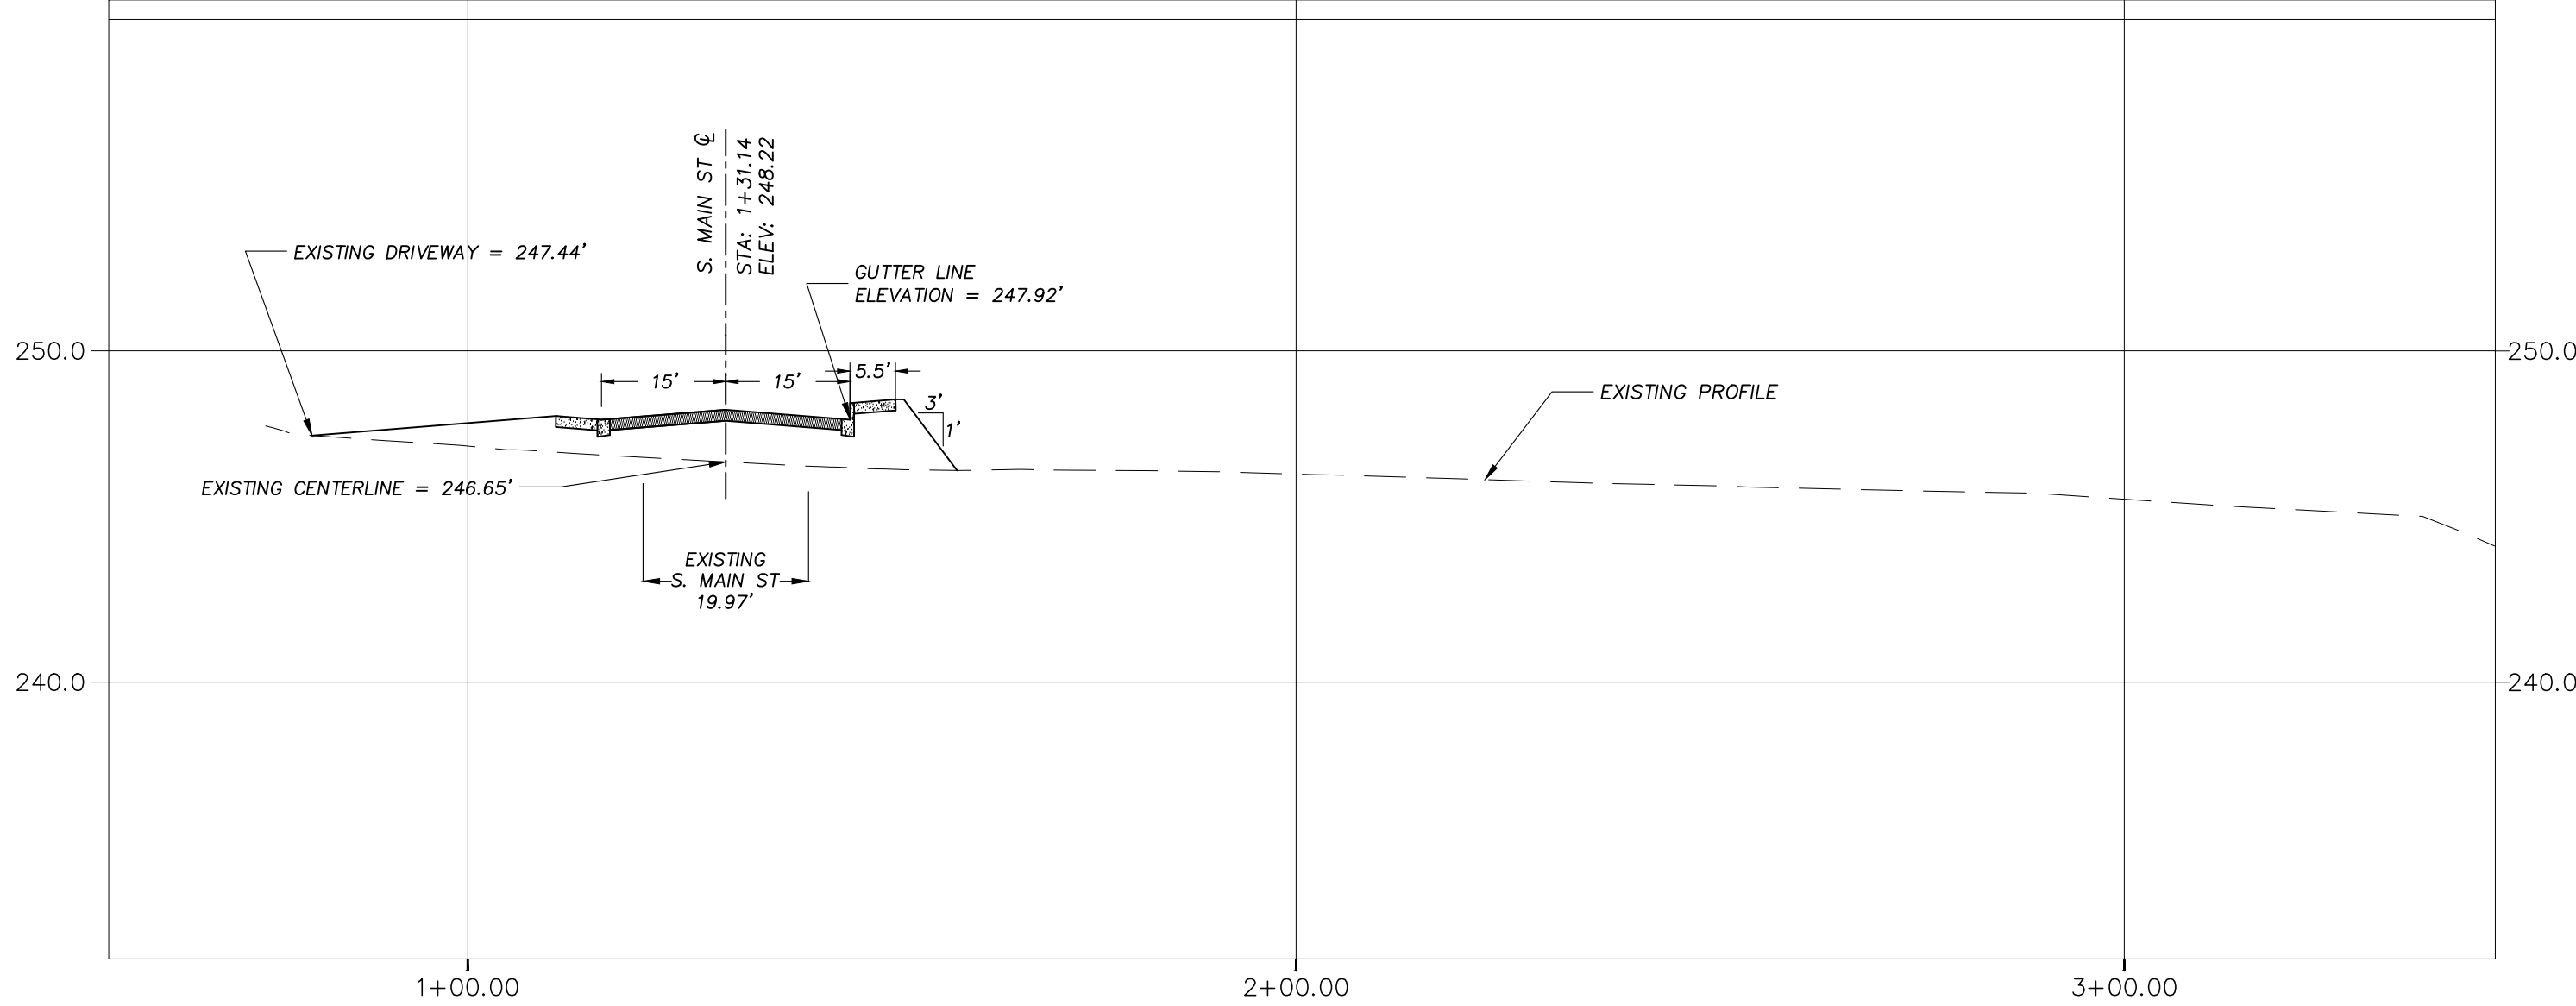 S. MAIN ST ℄
STA: 1+31.14
ELEV: 248.22
EXISTING DRIVEWAY = 247.44'
GUTTER LINE
ELEVATION = 247.92'
250.0
250.0
15'
15'
5.5'
3'
1'
EXISTING PROFILE
EXISTING CENTERLINE = 246.65'
EXISTING
S. MAIN ST
19.97'
240.0
240.0
1+00.00
2+00.00
3+00.00